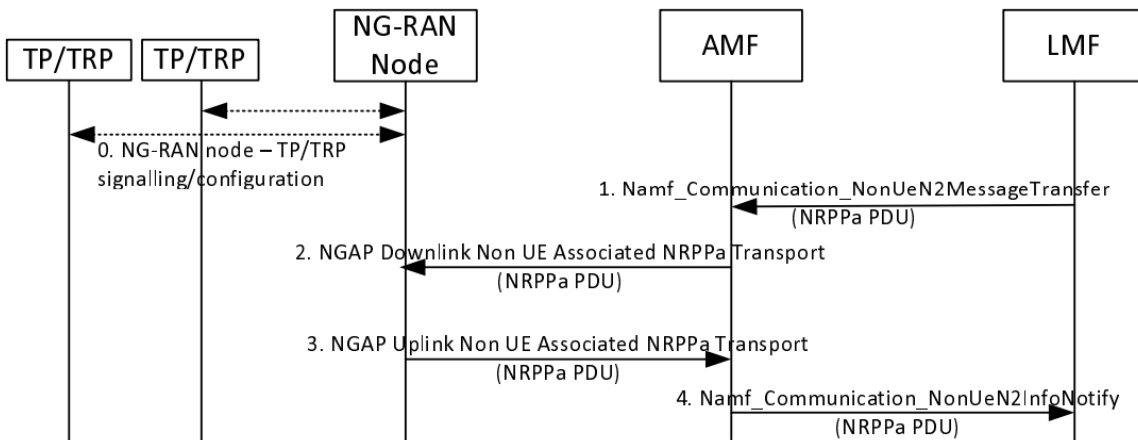 TP/TRP
TP/TRP
NG-RAN
Node
AMF
LMF
0. NG-RAN node – TP/TRP
signalling/configuration
1. Namf_Communication_NonUeN2MessageTransfer
(NRPPa PDU)
2. NGAP Downlink Non UE Associated NRPPa Transport
(NRPPa PDU)
3. NGAP Uplink Non UE Associated NRPPa Transport
(NRPPa PDU)
4. Namf_Communication_NonUeN2InfoNotify
(NRPPa PDU)